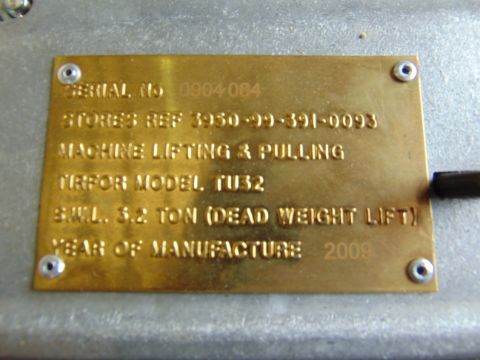 SERIAL No 0904084
STORES REF 3950-99-391-0093
MACHINE LIFTING & PULLING
TIRFOR MODEL TU32
S.W.L. 3.2 TON (DEAD WEIGHT LIFT)
YEAR OF MANUFACTURE 2009